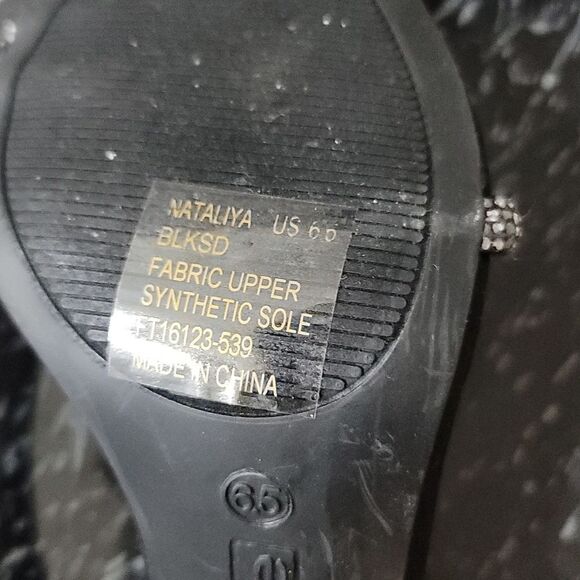 NATALIYA US 6.5
BLKSD
FABRIC UPPER
SYNTHETIC SOLE
FT16123-539
MADE IN CHINA
6.5